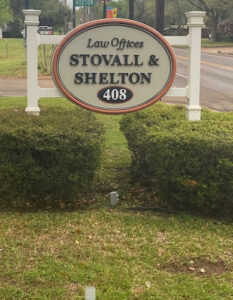 Law Offices
STOVALL &
SHELTON
408